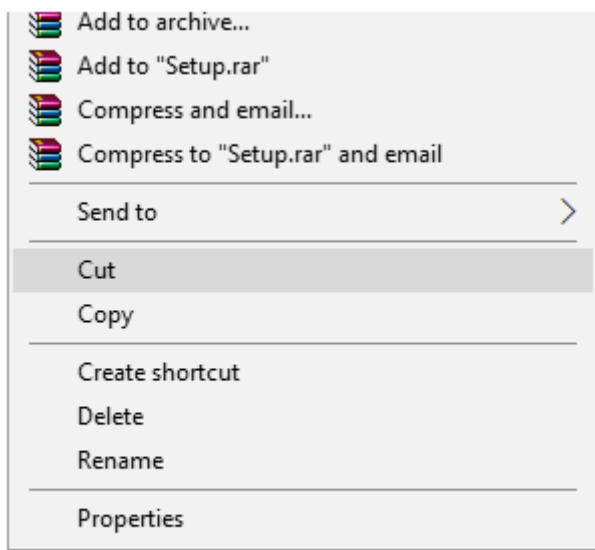 Add to archive...
Add to "Setup.rar"
Compress and email...
Compress to "Setup.rar" and email
Send to
Cut
Copy
Create shortcut
Delete
Rename
Properties